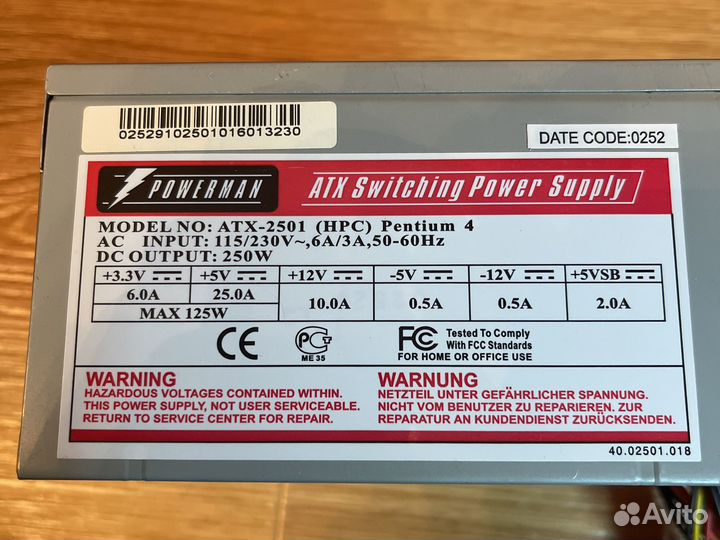 02529102501016013230
DATE CODE:0252
POWERMAN
ATX Switching Power Supply
MODEL NO: ATX-2501 (HPC) Pentium 4
AC INPUT: 115/230V~,6A/3A,50-60Hz
DC OUTPUT: 250W
+3.3V +5V +12V -5V -12V +5VSB
6.0A 25.0A 10.0A 0.5A 0.5A 2.0A
MAX 125W
CE
РСТ
ME 35
FC
Tested To Comply
With FCC Standards
FOR HOME OR OFFICE USE
WARNING
HAZARDOUS VOLTAGES CONTAINED WITHIN.
THIS POWER SUPPLY, NOT USER SERVICEABLE.
RETURN TO SERVICE CENTER FOR REPAIR.
WARNUNG
NETZTEIL UNTER GEFÄHRLICHER SPANNUNG.
NICHT VOM BENUTZER ZU REPARIEREN. ZUR
REPARATUR AN KUNDENDIENST ZURÜCKSENDEN.
40.02501.018
Avito